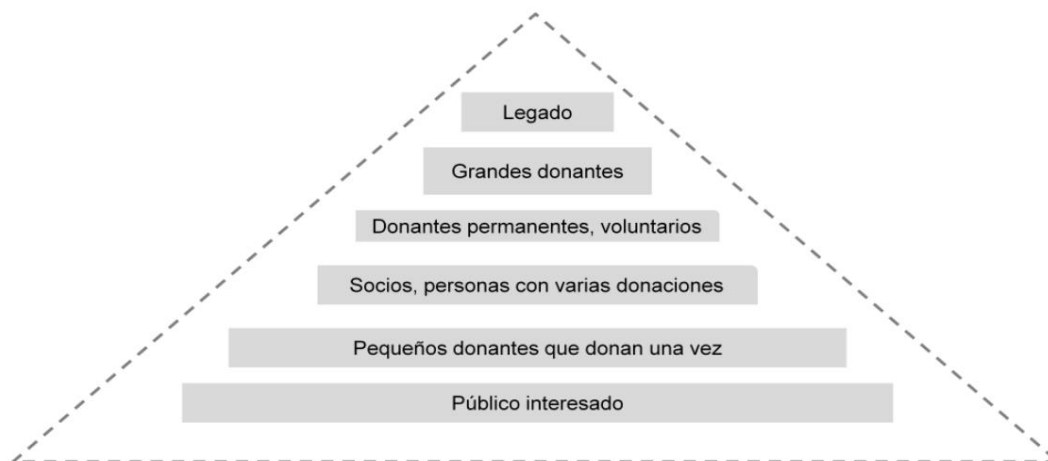 Legado
Grandes donantes
Donantes permanentes, voluntarios
Socios, personas con varias donaciones
Pequeños donantes que donan una vez
Público interesado